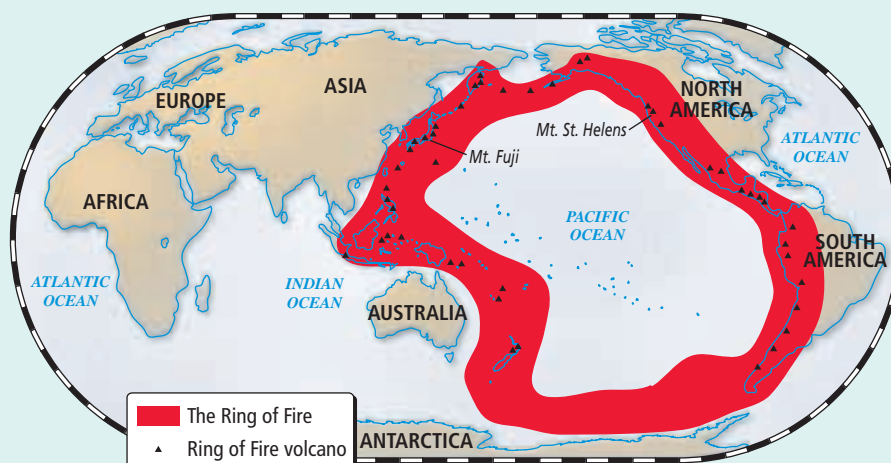 ASIA
EUROPE
NORTH
AMERICA
Mt. St. Helens
ATLANTIC
OCEAN
Mt. Fuji
AFRICA
PACIFIC
OCEAN
SOUTH
AMERICA
ATLANTIC
OCEAN
INDIAN
OCEAN
AUSTRALIA
The Ring of Fire
ANTARCTICA
Ring of Fire volcano